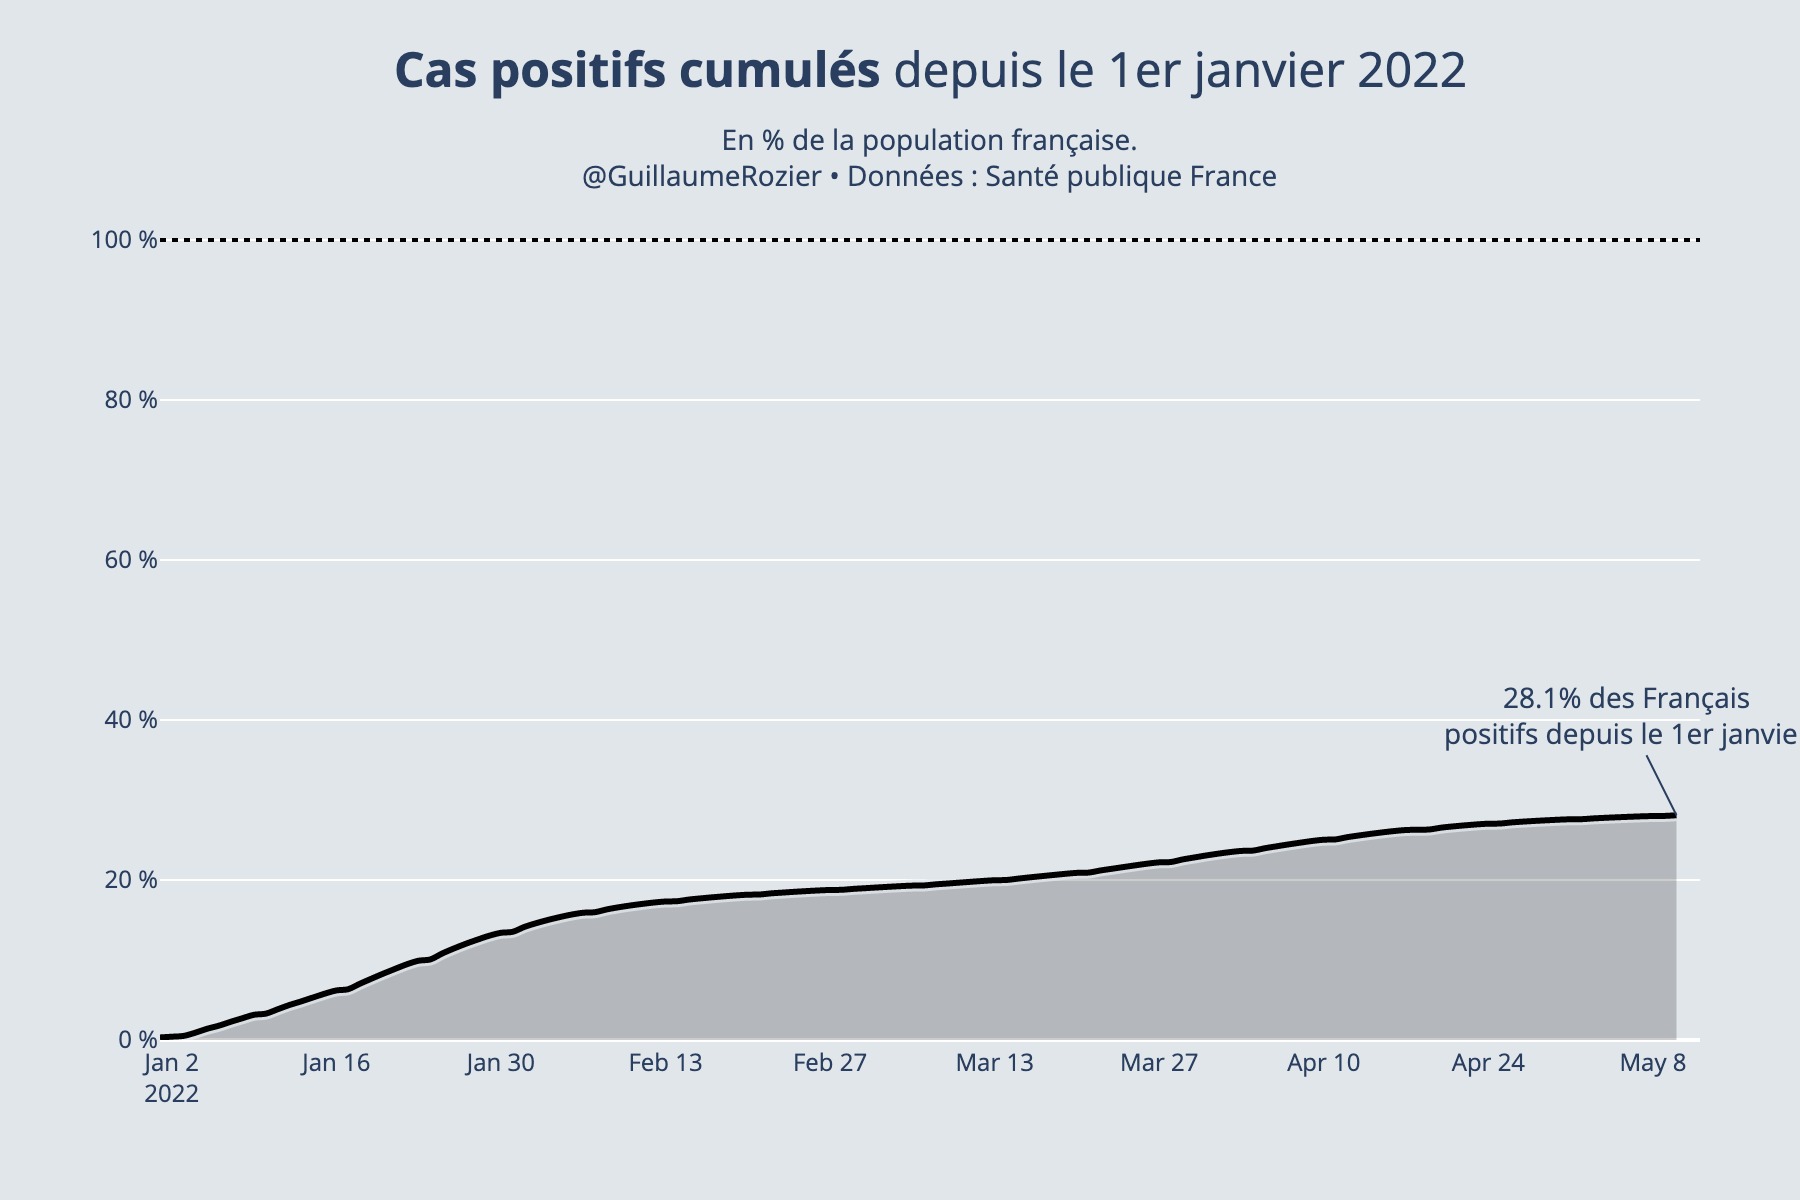 Cas positifs cumulés depuis le 1er janvier 2022
En % de la population française.
@GuillaumeRozier • Données : Santé publique France
100 %
80 %
60 %
40 %
20 %
0 %
28.1% des Français
positifs depuis le 1er janvie
Jan 2 Jan 16 Jan 30 Feb 13 Feb 27 Mar 13 Mar 27 Apr 10 Apr 24 May 8
2022